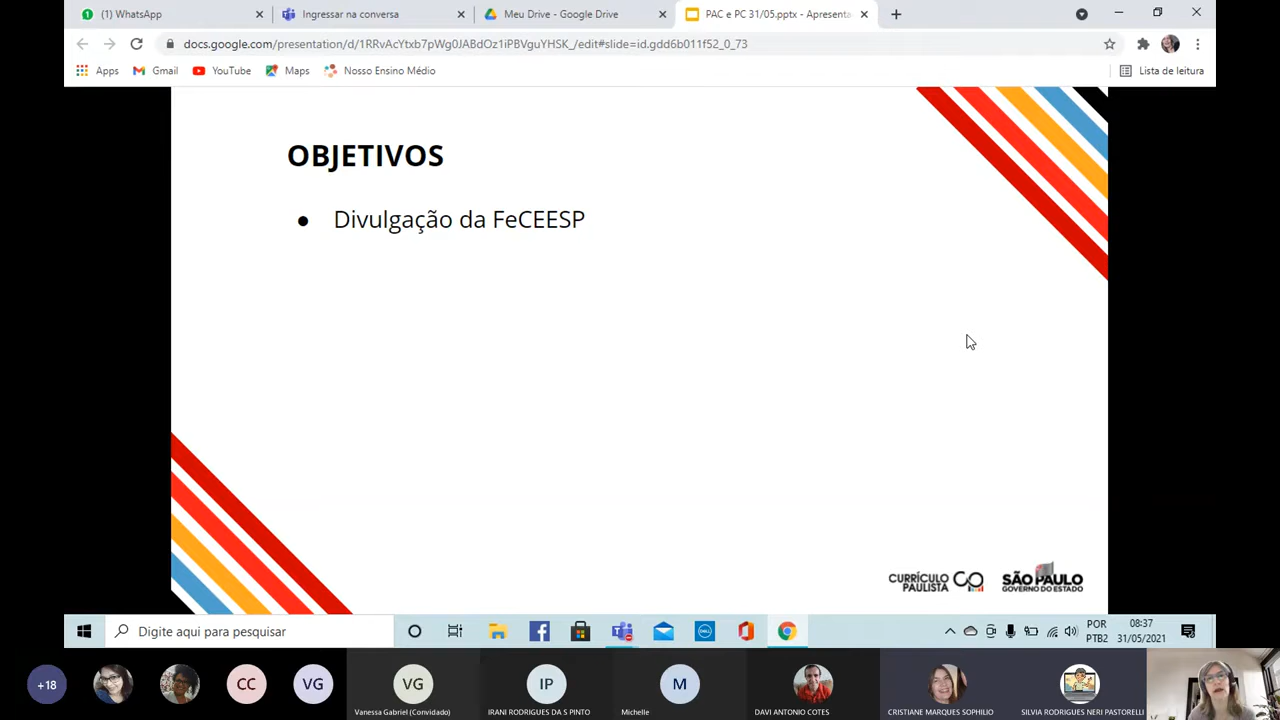 (1) WhatsApp
Ingressar na conversa
Meu Drive - Google Drive
PAC e PC 31/05.pptx - Apresenta
docs.google.com/presentation/d/1RRvAcYtxb7pWg0JABdOz1iPBVguYHSK_/edit#slide=id.gdd6b011f52_0_73
Apps
Gmail
YouTube
Maps
Nosso Ensino Médio
Lista de leitura
OBJETIVOS
● Divulgação da FeCEESP
CURRÍCULO
PAULISTA
SÃO PAULO
GOVERNO DO ESTADO
Digite aqui para pesquisar
DELL
POR
PTB2
08:37
31/05/2021
+18
CC
VG
VG
IP
M
Vanessa Gabriel (Convidado)
IRANI RODRIGUES DA S PINTO
Michelle
DAVI ANTONIO COTES
CRISTIANE MARQUES SOPHILIO
SILVIA RODRIGUES NERI PASTORELLI